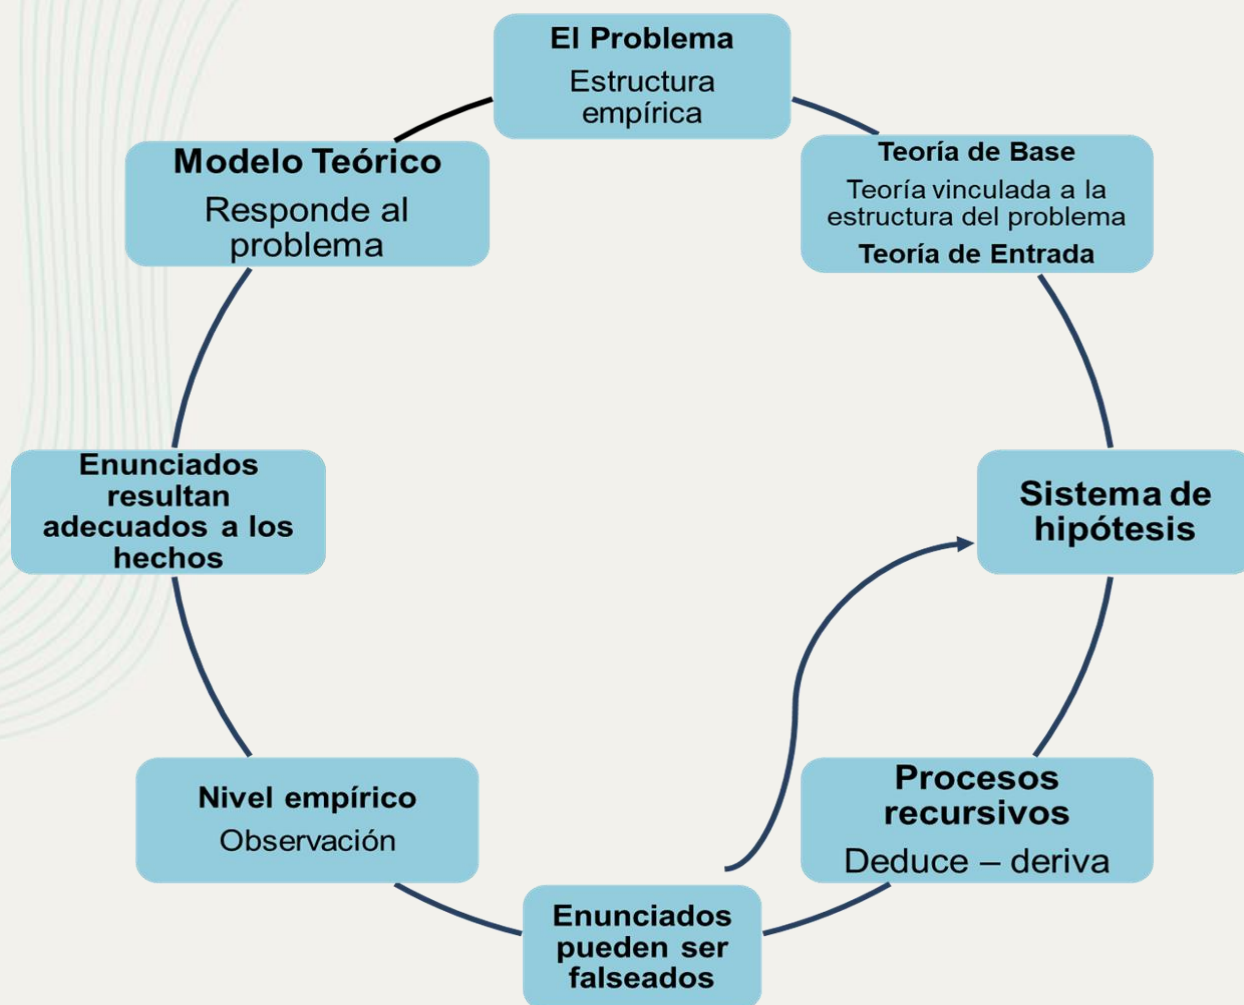 El Problema
Estructura
empírica
Teoría de Base
Teoría vinculada a la
estructura del problema
Teoría de Entrada
Sistema de
hipótesis
Procesos
recursivos
Deduce – deriva
Enunciados
pueden ser
falseados
Nivel empírico
Observación
Enunciados
resultan
adecuados a los
hechos
Modelo Teórico
Responde al
problema